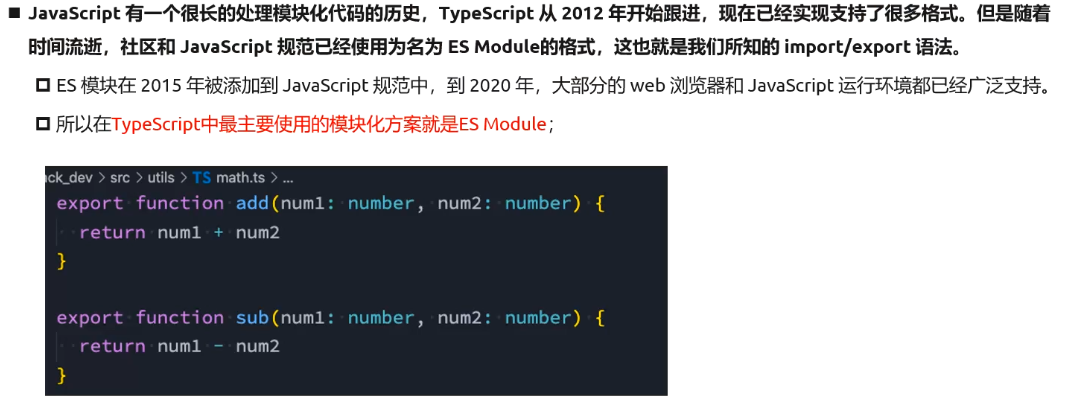 JavaScript 有一个很长的处理模块化代码的历史，TypeScript 从 2012 年开始跟进，现在已经实现支持了很多格式。但是随着
时间流逝，社区和 JavaScript 规范已经使用为名为 ES Module的格式，这也就是我们所知的 import/export 语法。
ES 模块在 2015 年被添加到 JavaScript 规范中，到 2020 年，大部分的 web 浏览器和 JavaScript 运行环境都已经广泛支持。
所以在TypeScript中最主要使用的模块化方案就是ES Module；
ck_dev > src > utils > TS math.ts > ...
export function add(num1: number, num2: number) {
  return num1 + num2
}
export function sub(num1: number, num2: number) {
  return num1 - num2
}